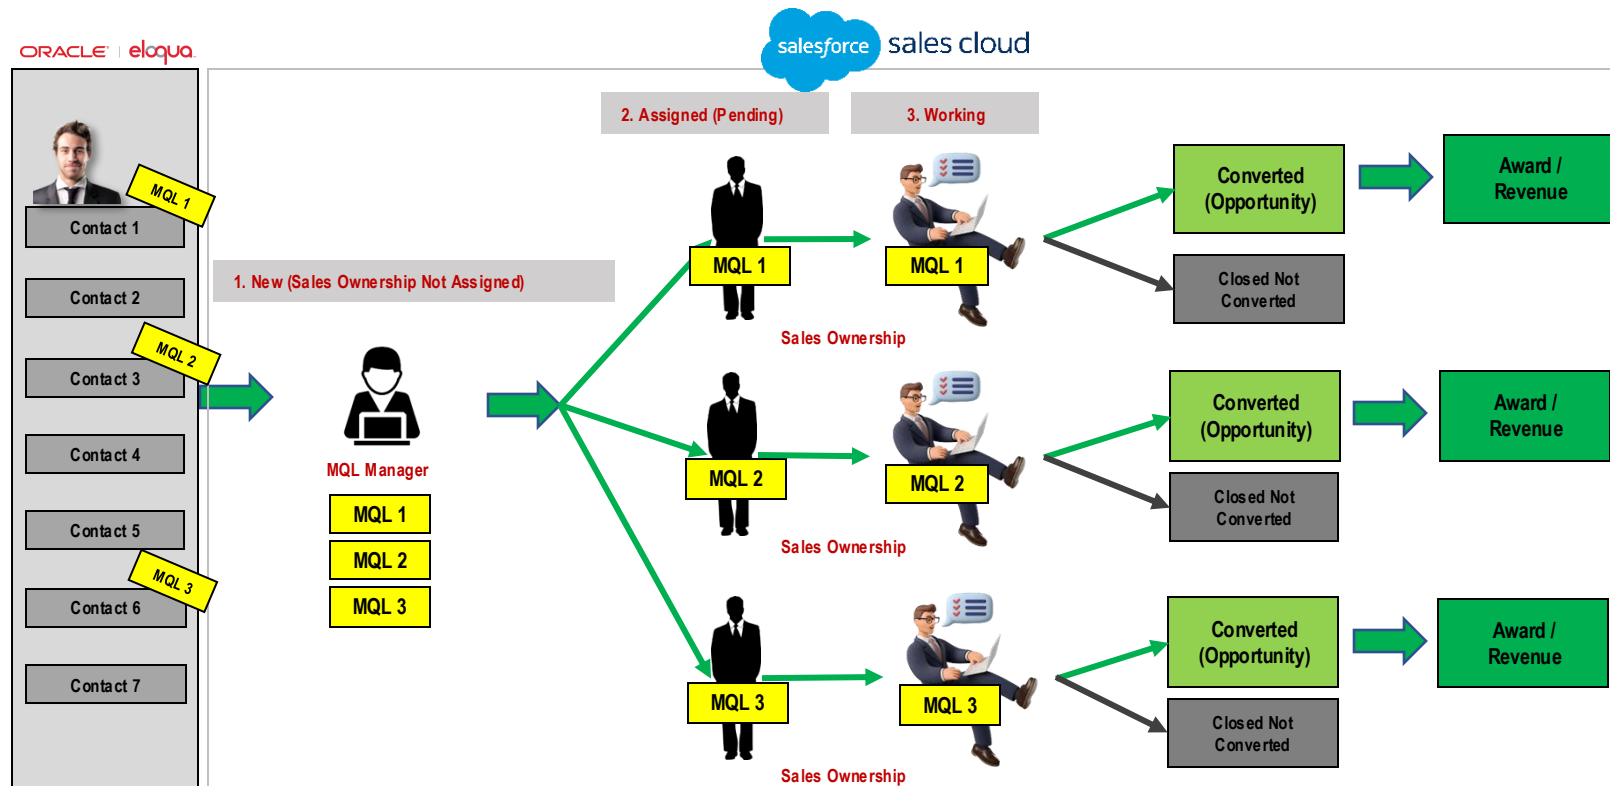 ORACLE | eloqua
salesforce sales cloud
2. Assigned (Pending)
3. Working
MQL 1
Contact 1
Contact 2
MQL 2
Contact 3
Contact 4
Contact 5
MQL 3
Contact 6
Contact 7
1. New (Sales Ownership Not Assigned)
MQL Manager
MQL 1
MQL 2
MQL 3
MQL 1
Sales Ownership
MQL 1
Converted
(Opportunity)
Award /
Revenue
Closed Not
Converted
MQL 2
Sales Ownership
MQL 2
Converted
(Opportunity)
Award /
Revenue
Closed Not
Converted
MQL 3
Sales Ownership
MQL 3
Converted
(Opportunity)
Award /
Revenue
Closed Not
Converted